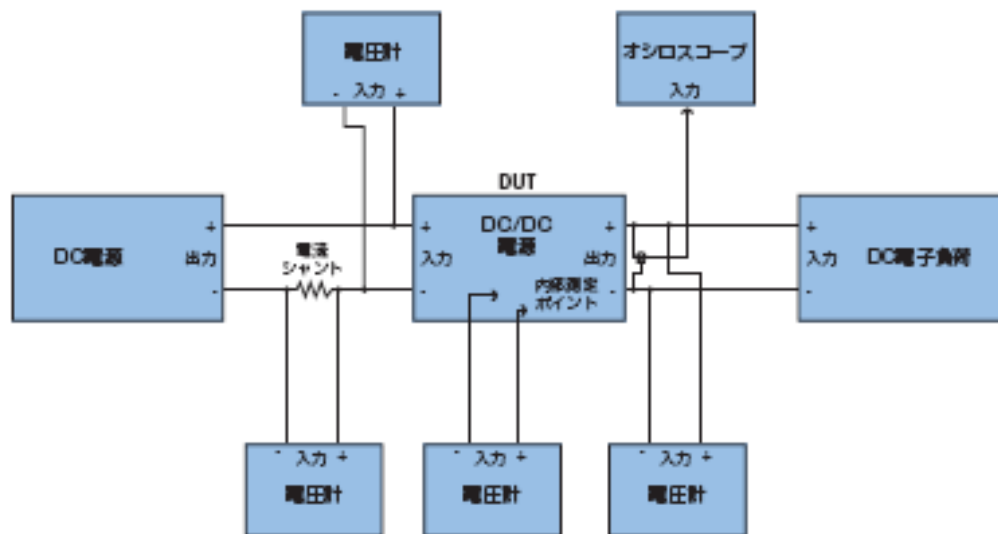 電圧計
- 入力 +
オシロスコープ
入力
DUT
DC電源
+
出力
-
電流
シャント
+
入力
-
DC/DC
電源
+
出力
-
内部測定
ポイント
+
入力
-
DC電子負荷
- 入力 +
電圧計
- 入力 +
電圧計
- 入力 +
電圧計